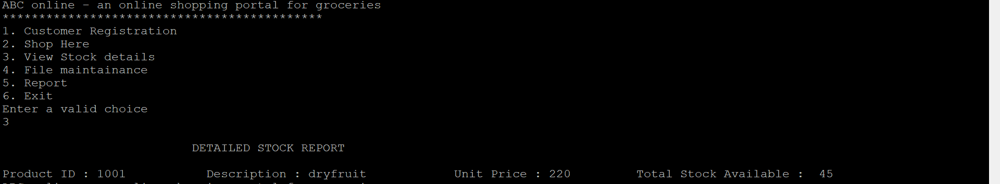 ABC online - an online shopping portal for groceries
********************************************
1. Customer Registration
2. Shop Here
3. View Stock details
4. File maintainance
5. Report
6. Exit
Enter a valid choice
3
DETAILED STOCK REPORT
Product ID : 1001 Description : dryfruit Unit Price : 220 Total Stock Available : 45